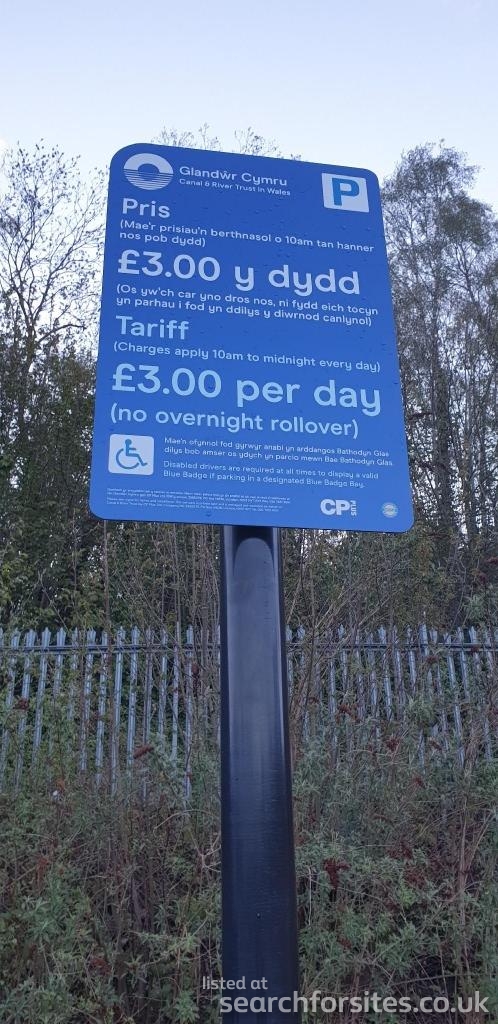 Glandŵr Cymru
Canal & River Trust in Wales
P
Pris
(Mae'r prisiau'n berthnasol o 10am tan hanner
nos pob dydd)
£3.00 y dydd
(Os yw'ch car yno dros nos, ni fydd eich tocyn
yn parhau i fod yn ddilys y diwrnod canlynol)
Tariff
(Charges apply 10am to midnight every day)
£3.00 per day
(no overnight rollover)
Mae'n ofynnol fod gyrwyr anabl yn arddangos Bathodyn Glas
dilys bob amser os ydych yn parcio mewn Bae Bathodyn Glas.
Disabled drivers are required at all times to display a valid
Blue Badge if parking in a designated Blue Badge Bay.
CP PLUS
listed at
searchforsites.co.uk